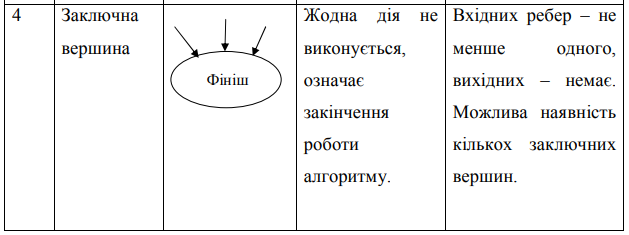 4
Заключна
вершина
Фініш
Жодна дія не
виконується,
означає
закінчення
роботи
алгоритму.
Вхідних ребер – не
менше одного,
вихідних – немає.
Можлива наявність
кількох заключних
вершин.